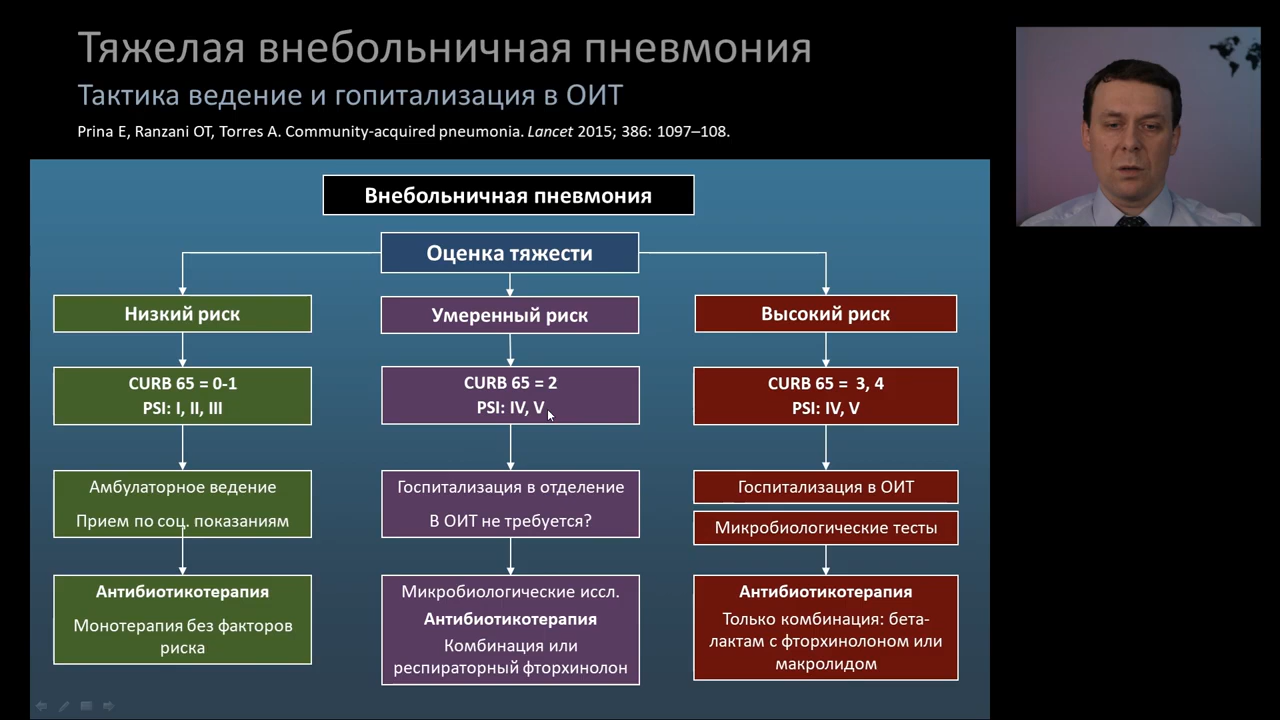 Тяжелая внебольничная пневмония
Тактика ведение и гопитализация в ОИТ
Prina E, Ranzani OT, Torres A. Community-acquired pneumonia. Lancet 2015; 386: 1097–108.
Внебольничная пневмония
Оценка тяжести
Низкий риск
Умеренный риск
Высокий риск
CURB 65 = 0-1
PSI: I, II, III
CURB 65 = 2
PSI: IV, V
CURB 65 = 3, 4
PSI: IV, V
Амбулаторное ведение
Прием по соц. показаниям
Госпитализация в отделение
В ОИТ не требуется?
Госпитализация в ОИТ
Микробиологические тесты
Антибиотикотерапия
Монотерапия без факторов
риска
Микробиологические иссл.
Антибиотикотерапия
Комбинация или
респираторный фторхинолон
Антибиотикотерапия
Только комбинация: бета-
лактам с фторхинолоном или
макролидом